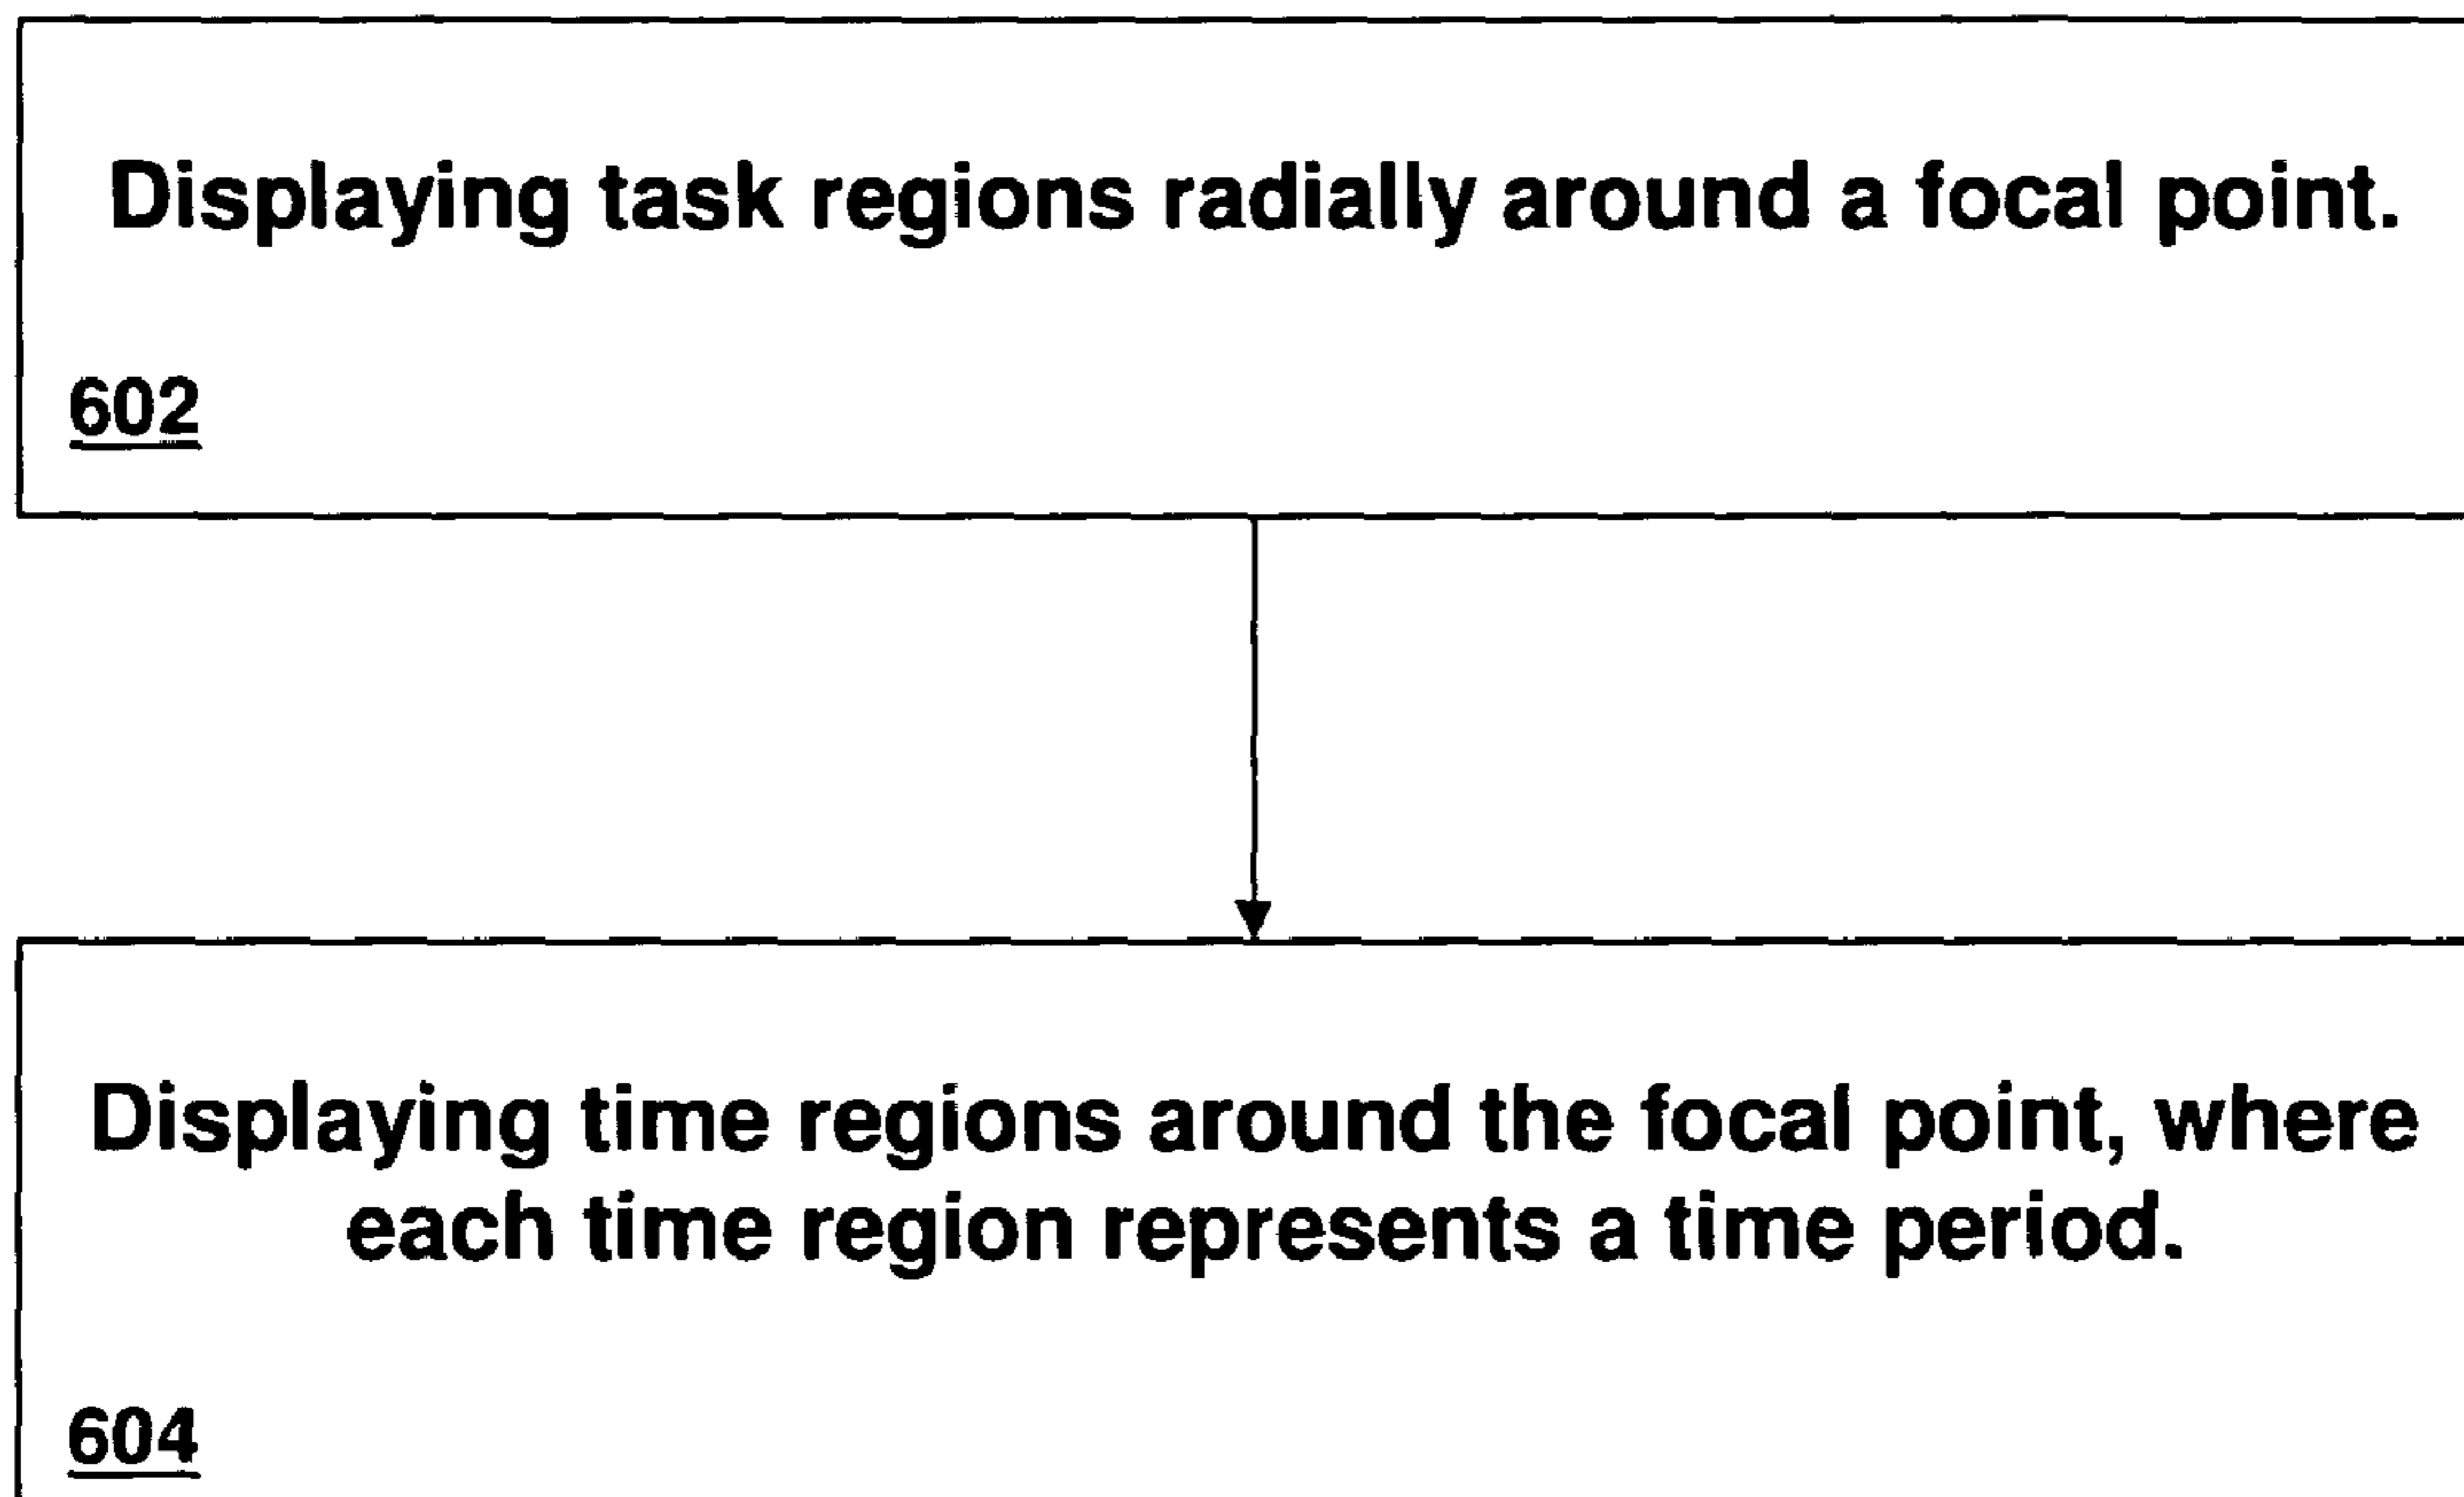 Displaying task regions radially around a focal point.
602
Displaying time regions around the focal point, where
each time region represents a time period.
604